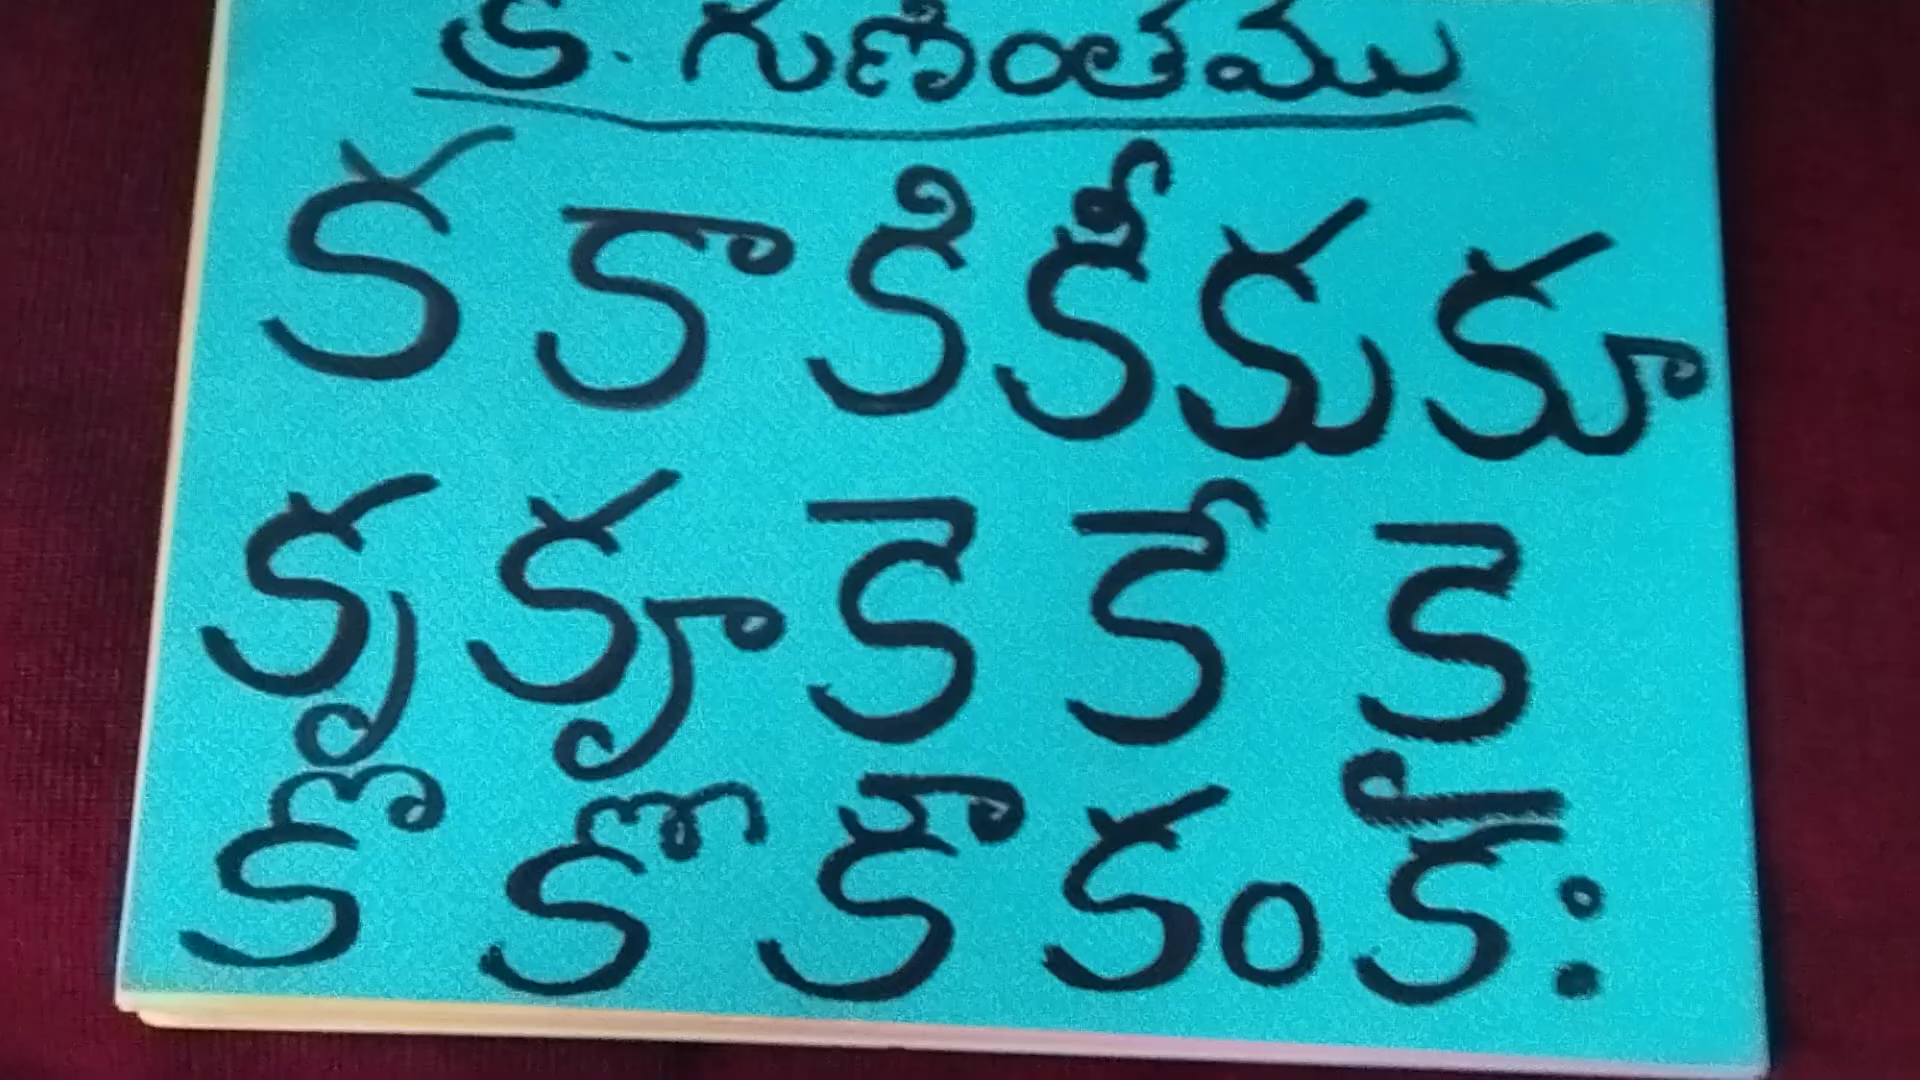 క. గుణింతము
క కా కి కీ కు కూ
కృ కౄ కె కే కై
కొ కో కౌ కం క: